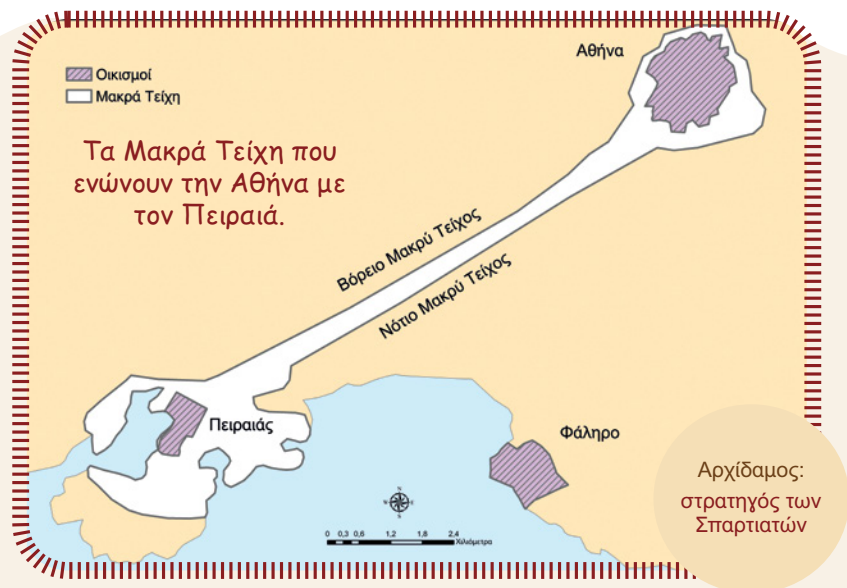 Αθήνα
Οικισμοί
Μακρά Τείχη
Τα Μακρά Τείχη που
ενώνουν την Αθήνα με
τον Πειραιά.
Βόρειο Μακρύ Τείχος
Νότιο Μακρύ Τείχος
Πειραιάς
Φάληρο
Αρχίδαμος:
στρατηγός των
Σπαρτιατών
0 0,3 0,6 1,2 1,8 2,4
Χιλιόμετρα